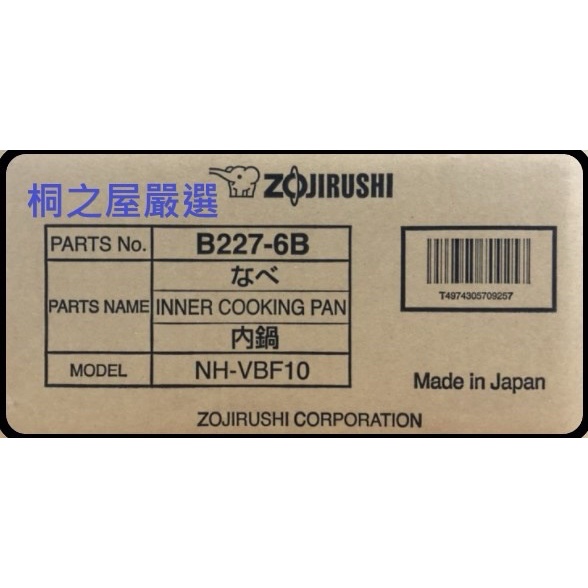 ZOJIRUSHI
桐之屋嚴選
PARTS No. B227-6B
なべ
PARTS NAME INNER COOKING PAN
内鍋
MODEL NH-VBF10
T4974305709257
Made in Japan
ZOJIRUSHI CORPORATION